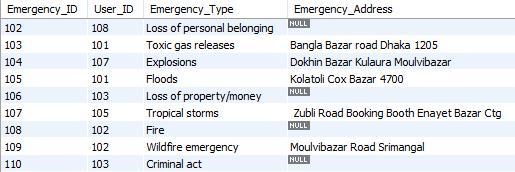 Emergency_ID User_ID Emergency_Type Emergency_Address
102 108 Loss of personal belonging NULL
103 101 Toxic gas releases Bangla Bazar road Dhaka 1205
104 107 Explosions Dokhin Bazar Kulaura Moulvibazar
105 101 Floods Kolatoli Cox Bazar 4700
106 103 Loss of property/money NULL
107 105 Tropical storms Zubli Road Booking Booth Enayet Bazar Ctg
108 102 Fire NULL
109 102 Wildfire emergency Moulvibazar Road Srimangal
110 103 Criminal act NULL